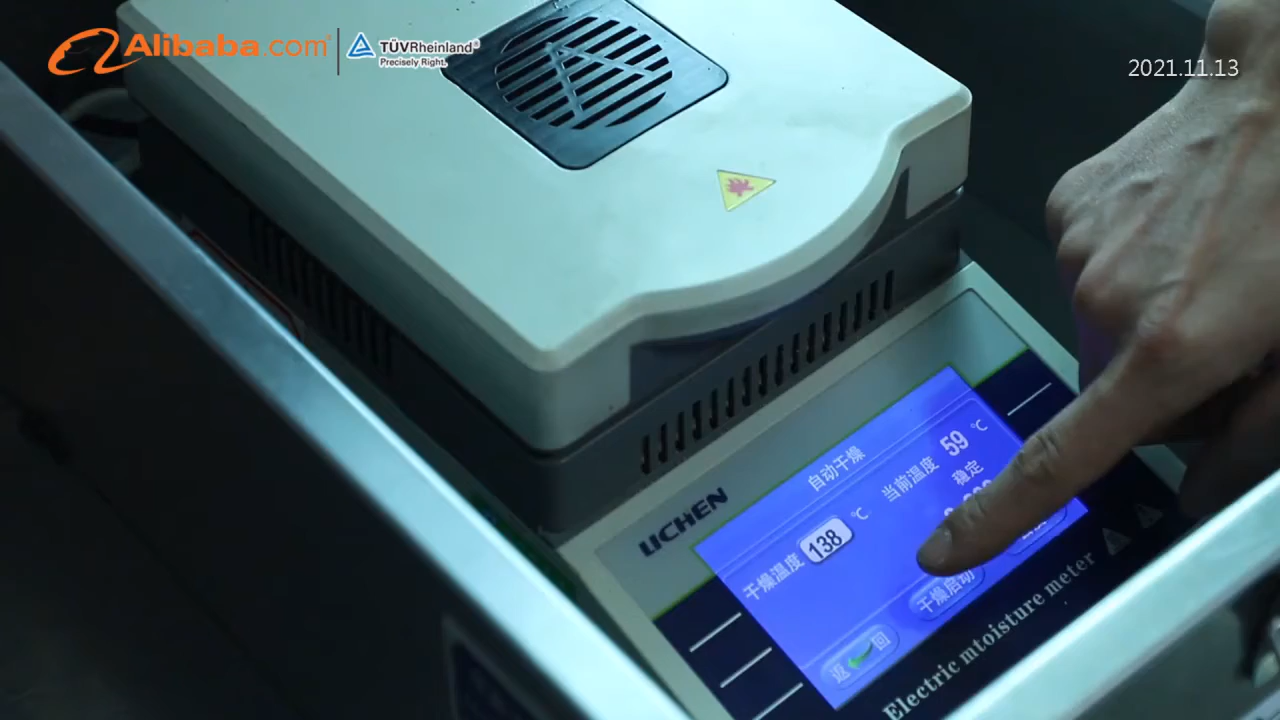 Alibaba.com
TÜVRheinland®
Precisely Right.
2021.11.13
LICHEN
自动干燥
当前温度 59 ℃
稳定
干燥温度 138 ℃
干燥启动
返回
Electric mtoisture meter